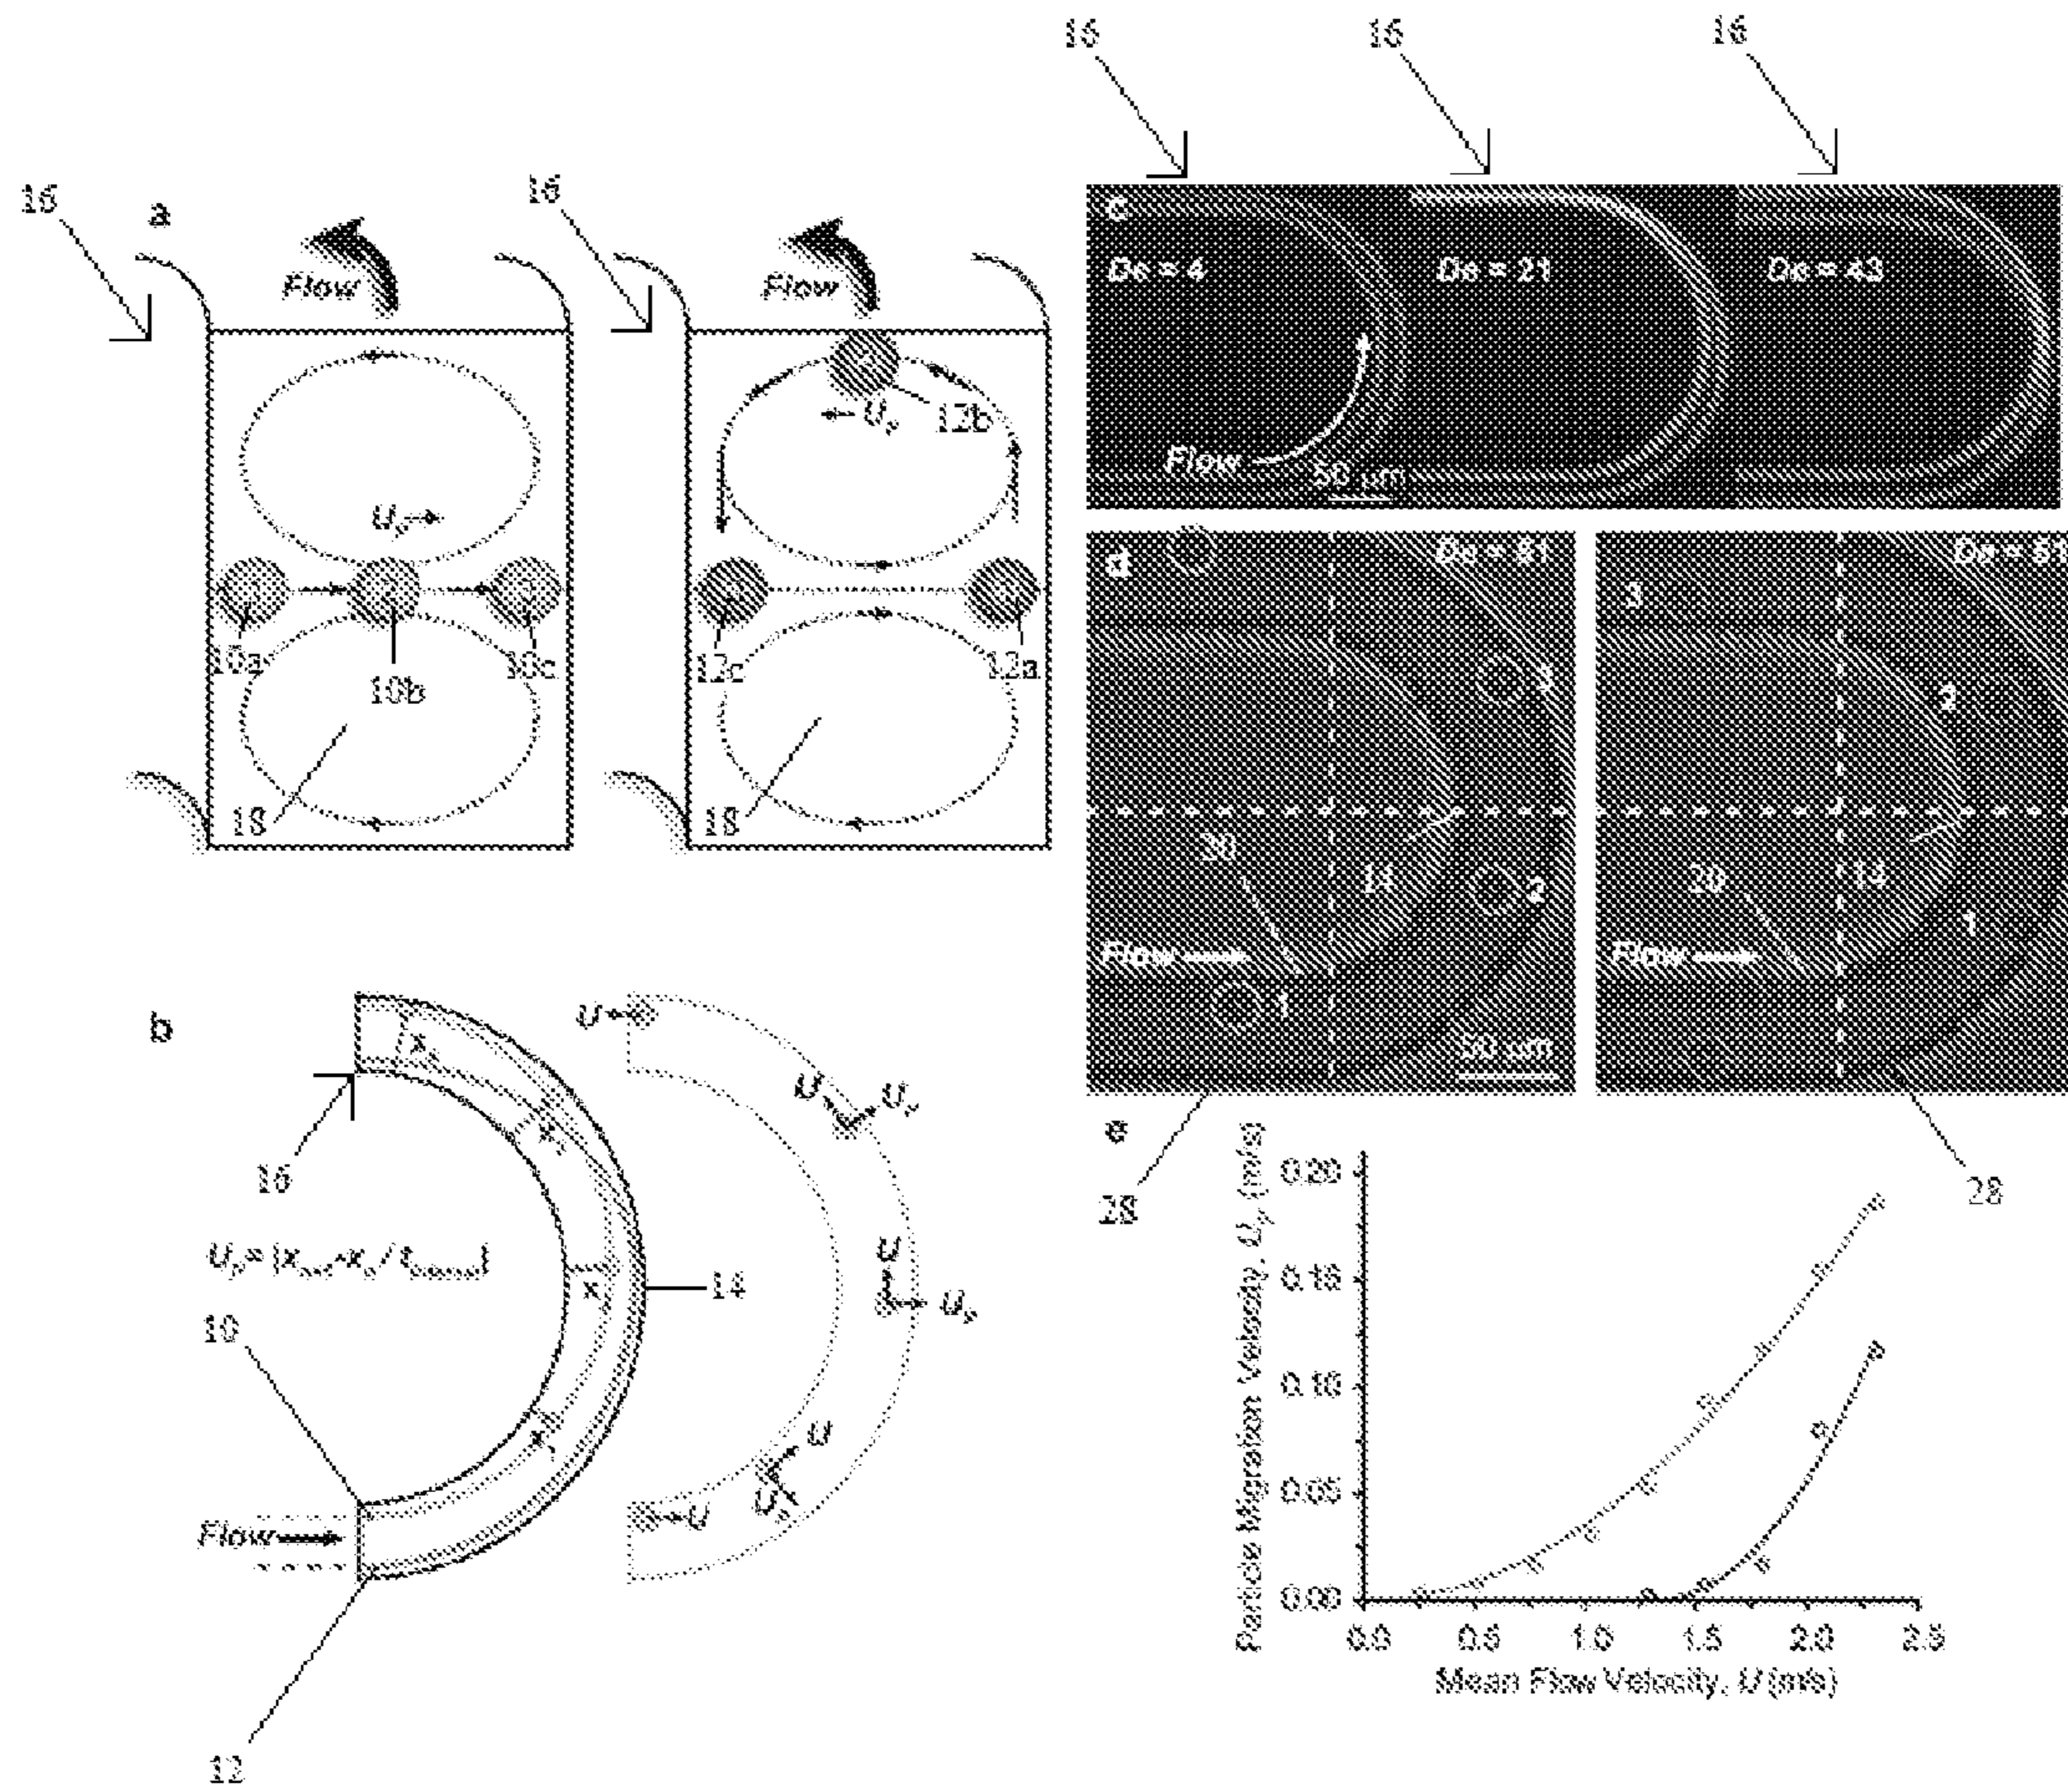 16
16
16
16
16
a
Flow
Flow
U_p
12b
U_p
10a
10b
10c
12c
12a
18
18
c
De = 4
De = 21
De = 43
Flow
50 μm
d
De = 61
De = 61
3
3
2
20
14
2
20
14
1
Flow
1
Flow
50 μm
28
28
b
16
14
10
Flow
12
U
U
U_p
U
U_p
U
U_p
U
e
Particle Migration Velocity, U_p (m/s)
0.20
0.15
0.10
0.05
0.00
0.0
0.5
1.0
1.5
2.0
2.5
Mean Flow Velocity, U (m/s)